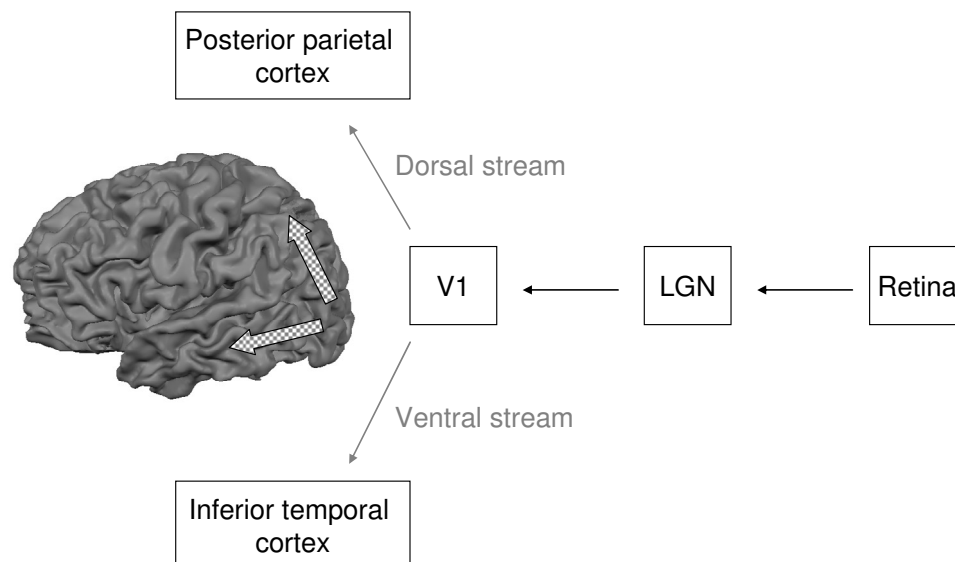 Posterior parietal
cortex
Dorsal stream
V1
LGN
Retina
Ventral stream
Inferior temporal
cortex